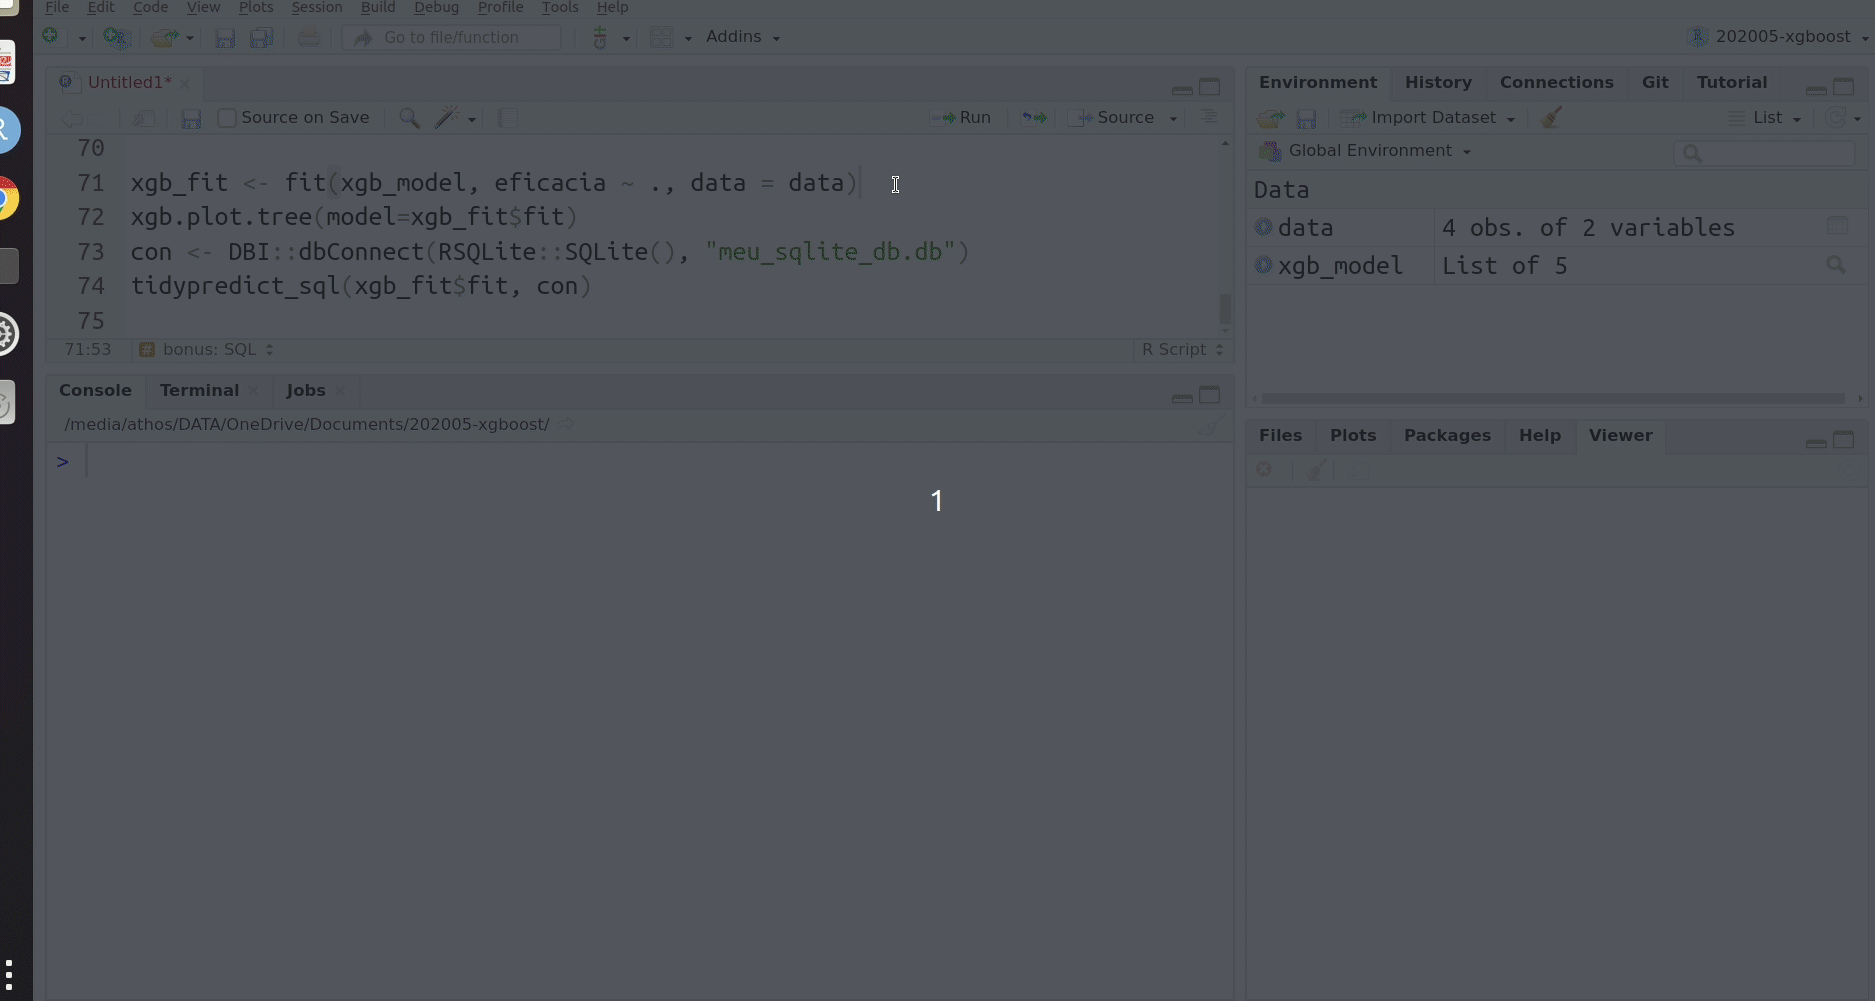 File Edit Code View Plots Session Build Debug Profile Tools Help
Go to file/function Addins 202005-xgboost
Untitled1*
Source on Save Run Source
70
71 xgb_fit <- fit(xgb_model, eficacia ~ ., data = data)
72 xgb.plot.tree(model=xgb_fit$fit)
73 con <- DBI::dbConnect(RSQLite::SQLite(), "meu_sqlite_db.db")
74 tidypredict_sql(xgb_fit$fit, con)
75
71:53 # bonus: SQL R Script
Console Terminal Jobs
/media/athos/DATA/OneDrive/Documents/202005-xgboost/
>
1
Environment History Connections Git Tutorial
Import Dataset List
Global Environment
Data
data 4 obs. of 2 variables
xgb_model List of 5
Files Plots Packages Help Viewer